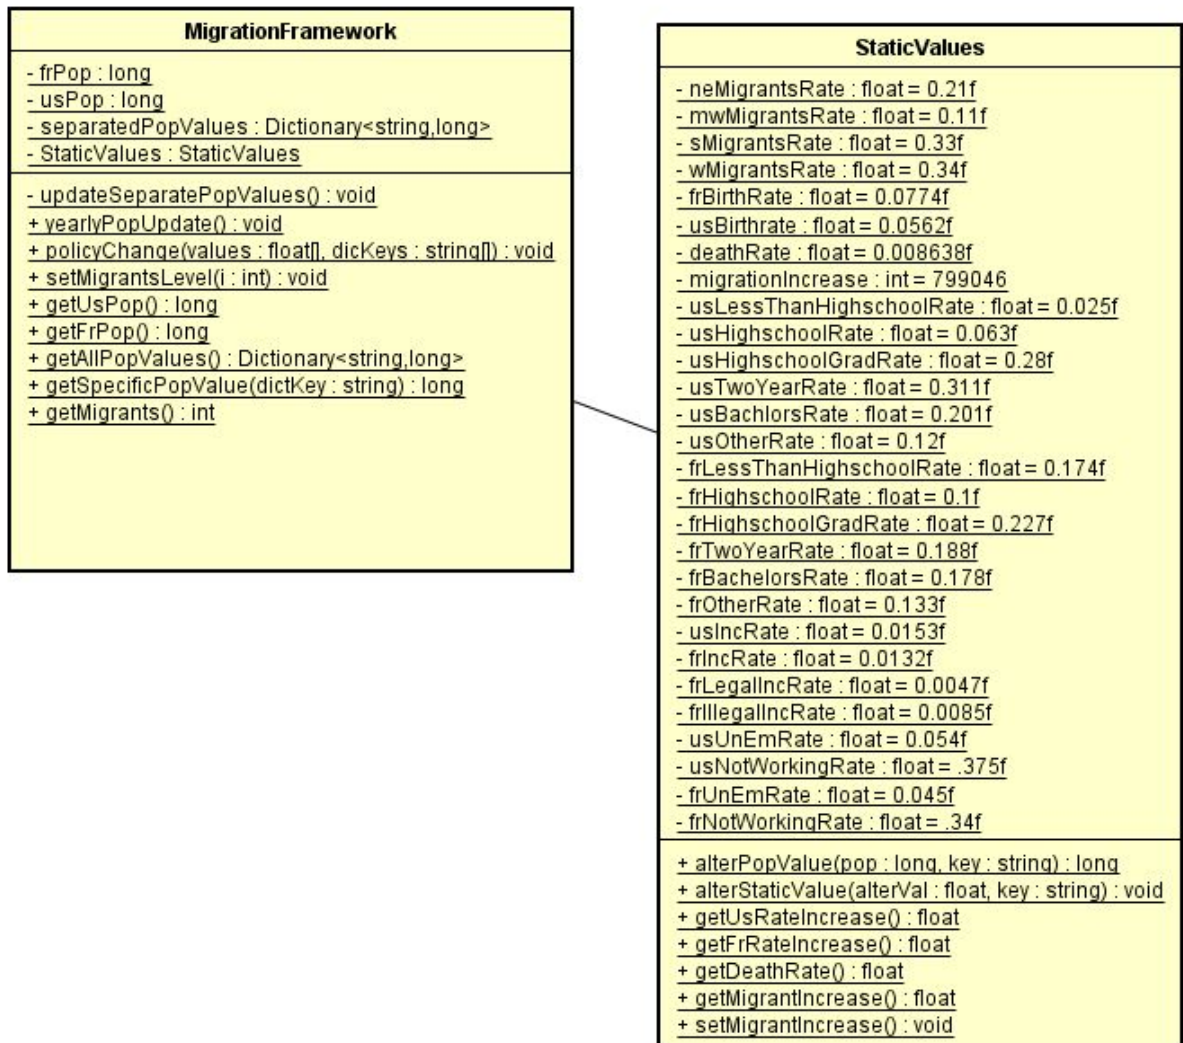 MigrationFramework
- frPop : long
- usPop : long
- separatedPopValues : Dictionary<string,long>
- StaticValues : StaticValues
- updateSeparatePopValues() : void
+ yearlyPopUpdate() : void
+ policyChange(values : float[], dicKeys : string[]) : void
+ setMigrantsLevel(i : int) : void
+ getUsPop() : long
+ getFrPop() : long
+ getAllPopValues() : Dictionary<string,long>
+ getSpecificPopValue(dictKey : string) : long
+ getMigrants() : int
StaticValues
- neMigrantsRate : float = 0.21f
- mwMigrantsRate : float = 0.11f
- sMigrantsRate : float = 0.33f
- wMigrantsRate : float = 0.34f
- frBirthRate : float = 0.0774f
- usBirthrate : float = 0.0562f
- deathRate : float = 0.008638f
- migrationIncrease : int = 799046
- usLessThanHighschoolRate : float = 0.025f
- usHighschoolRate : float = 0.063f
- usHighschoolGradRate : float = 0.28f
- usTwoYearRate : float = 0.311f
- usBachlorsRate : float = 0.201f
- usOtherRate : float = 0.12f
- frLessThanHighschoolRate : float = 0.174f
- frHighschoolRate : float = 0.1f
- frHighschoolGradRate : float = 0.227f
- frTwoYearRate : float = 0.188f
- frBachelorsRate : float = 0.178f
- frOtherRate : float = 0.133f
- usIncRate : float = 0.0153f
- frIncRate : float = 0.0132f
- frLegalIncRate : float = 0.0047f
- frIllegalIncRate : float = 0.0085f
- usUnEmRate : float = 0.054f
- usNotWorkingRate : float = .375f
- frUnEmRate : float = 0.045f
- frNotWorkingRate : float = .34f
+ alterPopValue(pop : long, key : string) : long
+ alterStaticValue(alterVal : float, key : string) : void
+ getUsRateIncrease() : float
+ getFrRateIncrease() : float
+ getDeathRate() : float
+ getMigrantIncrease() : float
+ setMigrantIncrease() : void